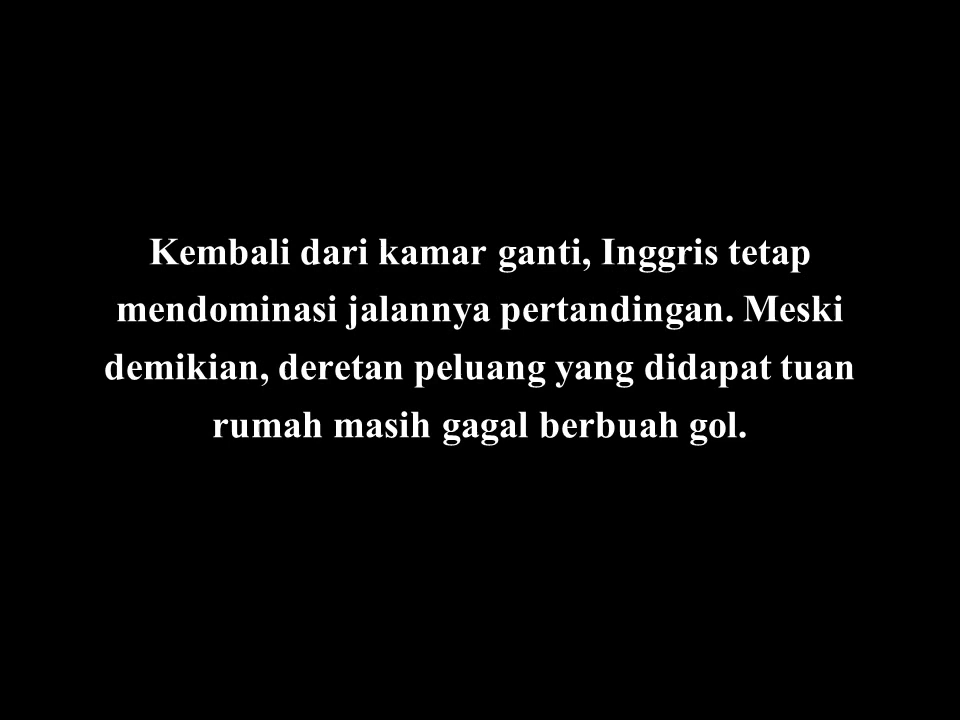 Kembali dari kamar ganti, Inggris tetap
mendominasi jalannya pertandingan. Meski
demikian, deretan peluang yang didapat tuan
rumah masih gagal berbuah gol.